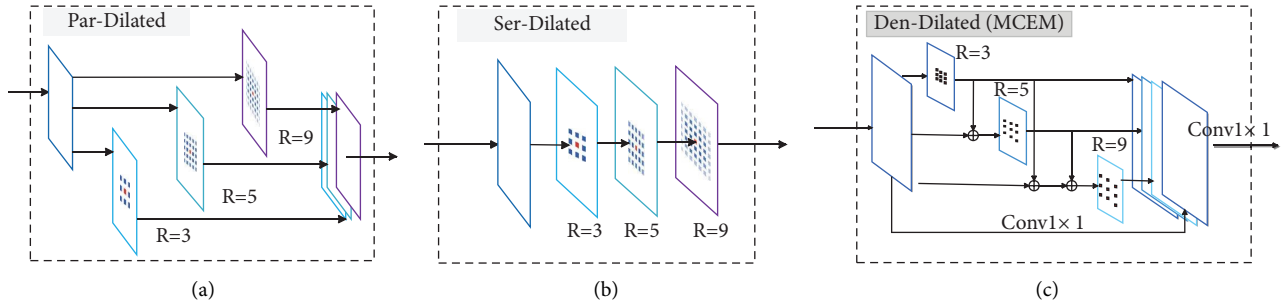 Par-Dilated
R=9
R=5
R=3
(a)
Ser-Dilated
R=3 R=5 R=9
(b)
Den-Dilated (MCEM)
R=3
R=5
R=9
Conv1× 1
Conv1× 1
(c)